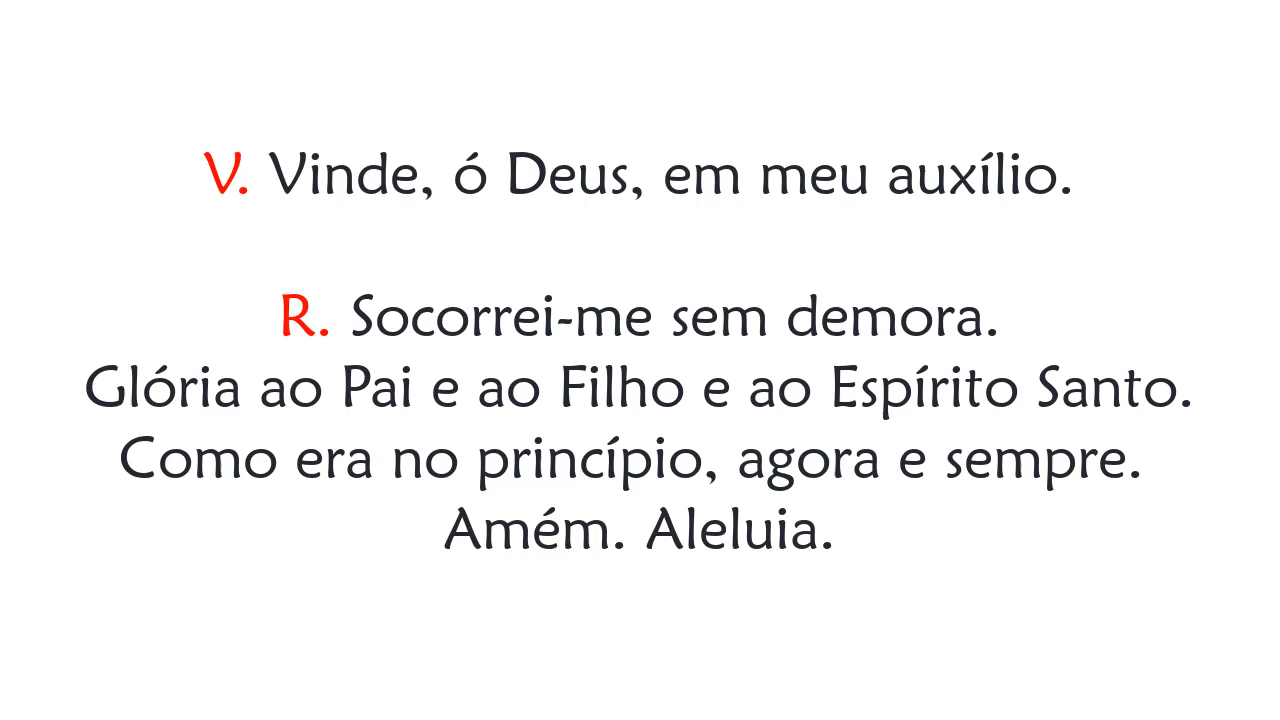 V. Vinde, ó Deus, em meu auxílio.
R. Socorrei-me sem demora.
Glória ao Pai e ao Filho e ao Espírito Santo.
Como era no princípio, agora e sempre.
Amém. Aleluia.